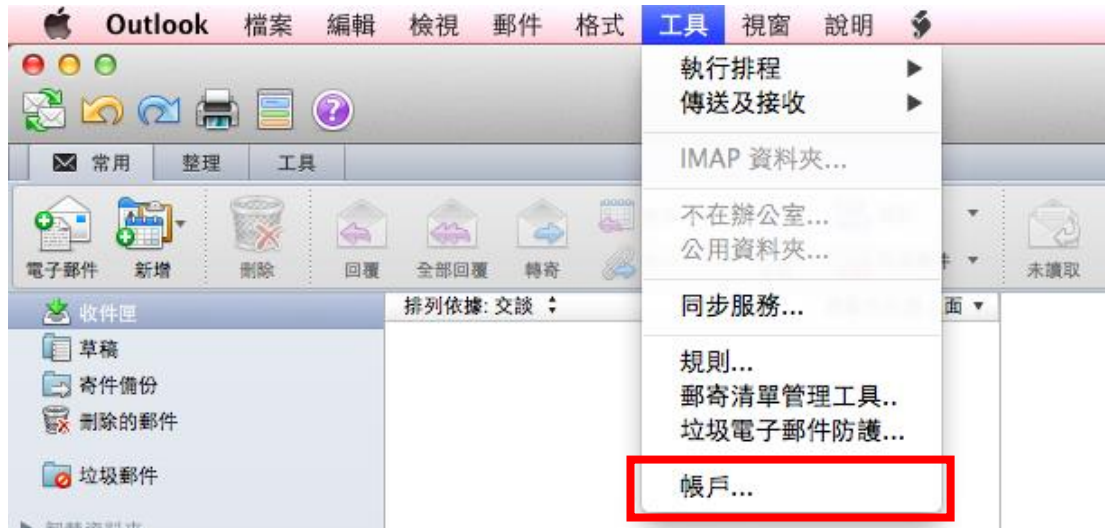 Outlook 檔案 編輯 檢視 郵件 格式 工具 視窗 說明
執行排程
傳送及接收
IMAP 資料夾...
不在辦公室...
公用資料夾...
同步服務...
規則...
郵寄清單管理工具..
垃圾電子郵件防護...
帳戶...
常用 整理 工具
電子郵件 新增 刪除 回覆 全部回覆 轉寄 未讀取
收件匣
草稿
寄件備份
刪除的郵件
垃圾郵件
排列依據: 交談 面